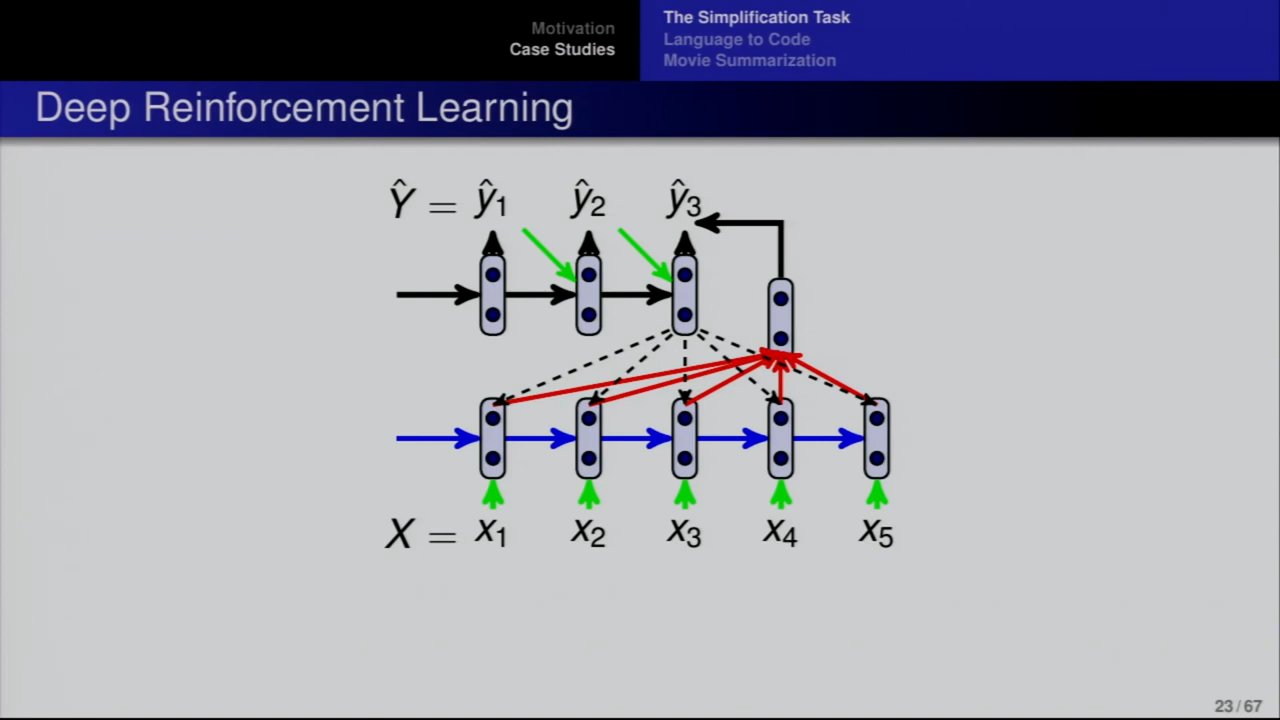 Motivation
Case Studies
The Simplification Task
Language to Code
Movie Summarization
Deep Reinforcement Learning
Ŷ = ŷ1 ŷ2 ŷ3
X = x1 x2 x3 x4 x5
23 / 67